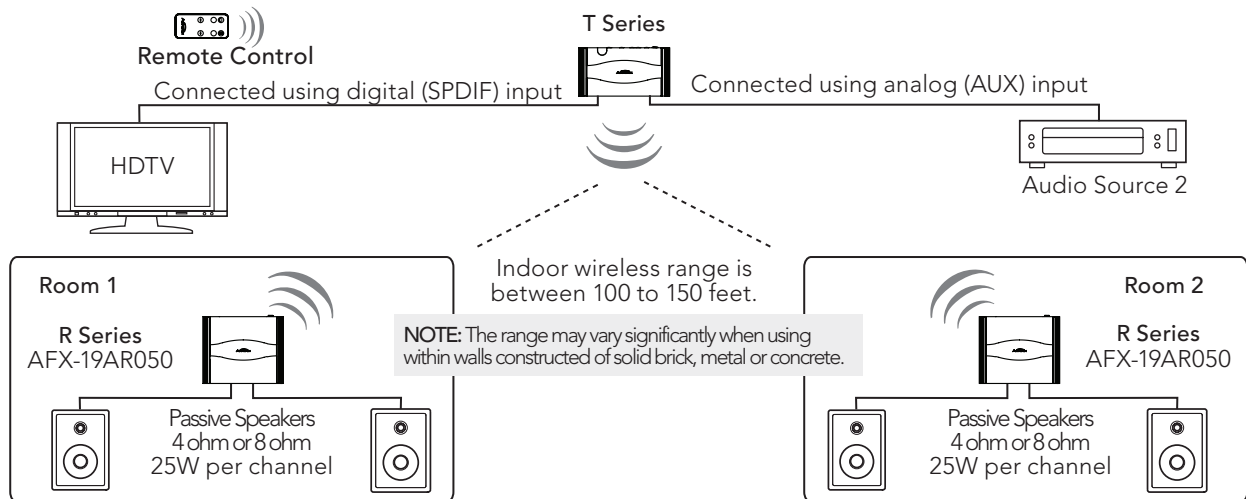 T Series
Remote Control
Connected using digital (SPDIF) input
Connected using analog (AUX) input
HDTV
Audio Source 2
Indoor wireless range is
between 100 to 150 feet.
NOTE: The range may vary significantly when using
within walls constructed of solid brick, metal or concrete.
Room 1
R Series
AFX-19AR050
Passive Speakers
4 ohm or 8 ohm
25W per channel
Room 2
R Series
AFX-19AR050
Passive Speakers
4 ohm or 8 ohm
25W per channel